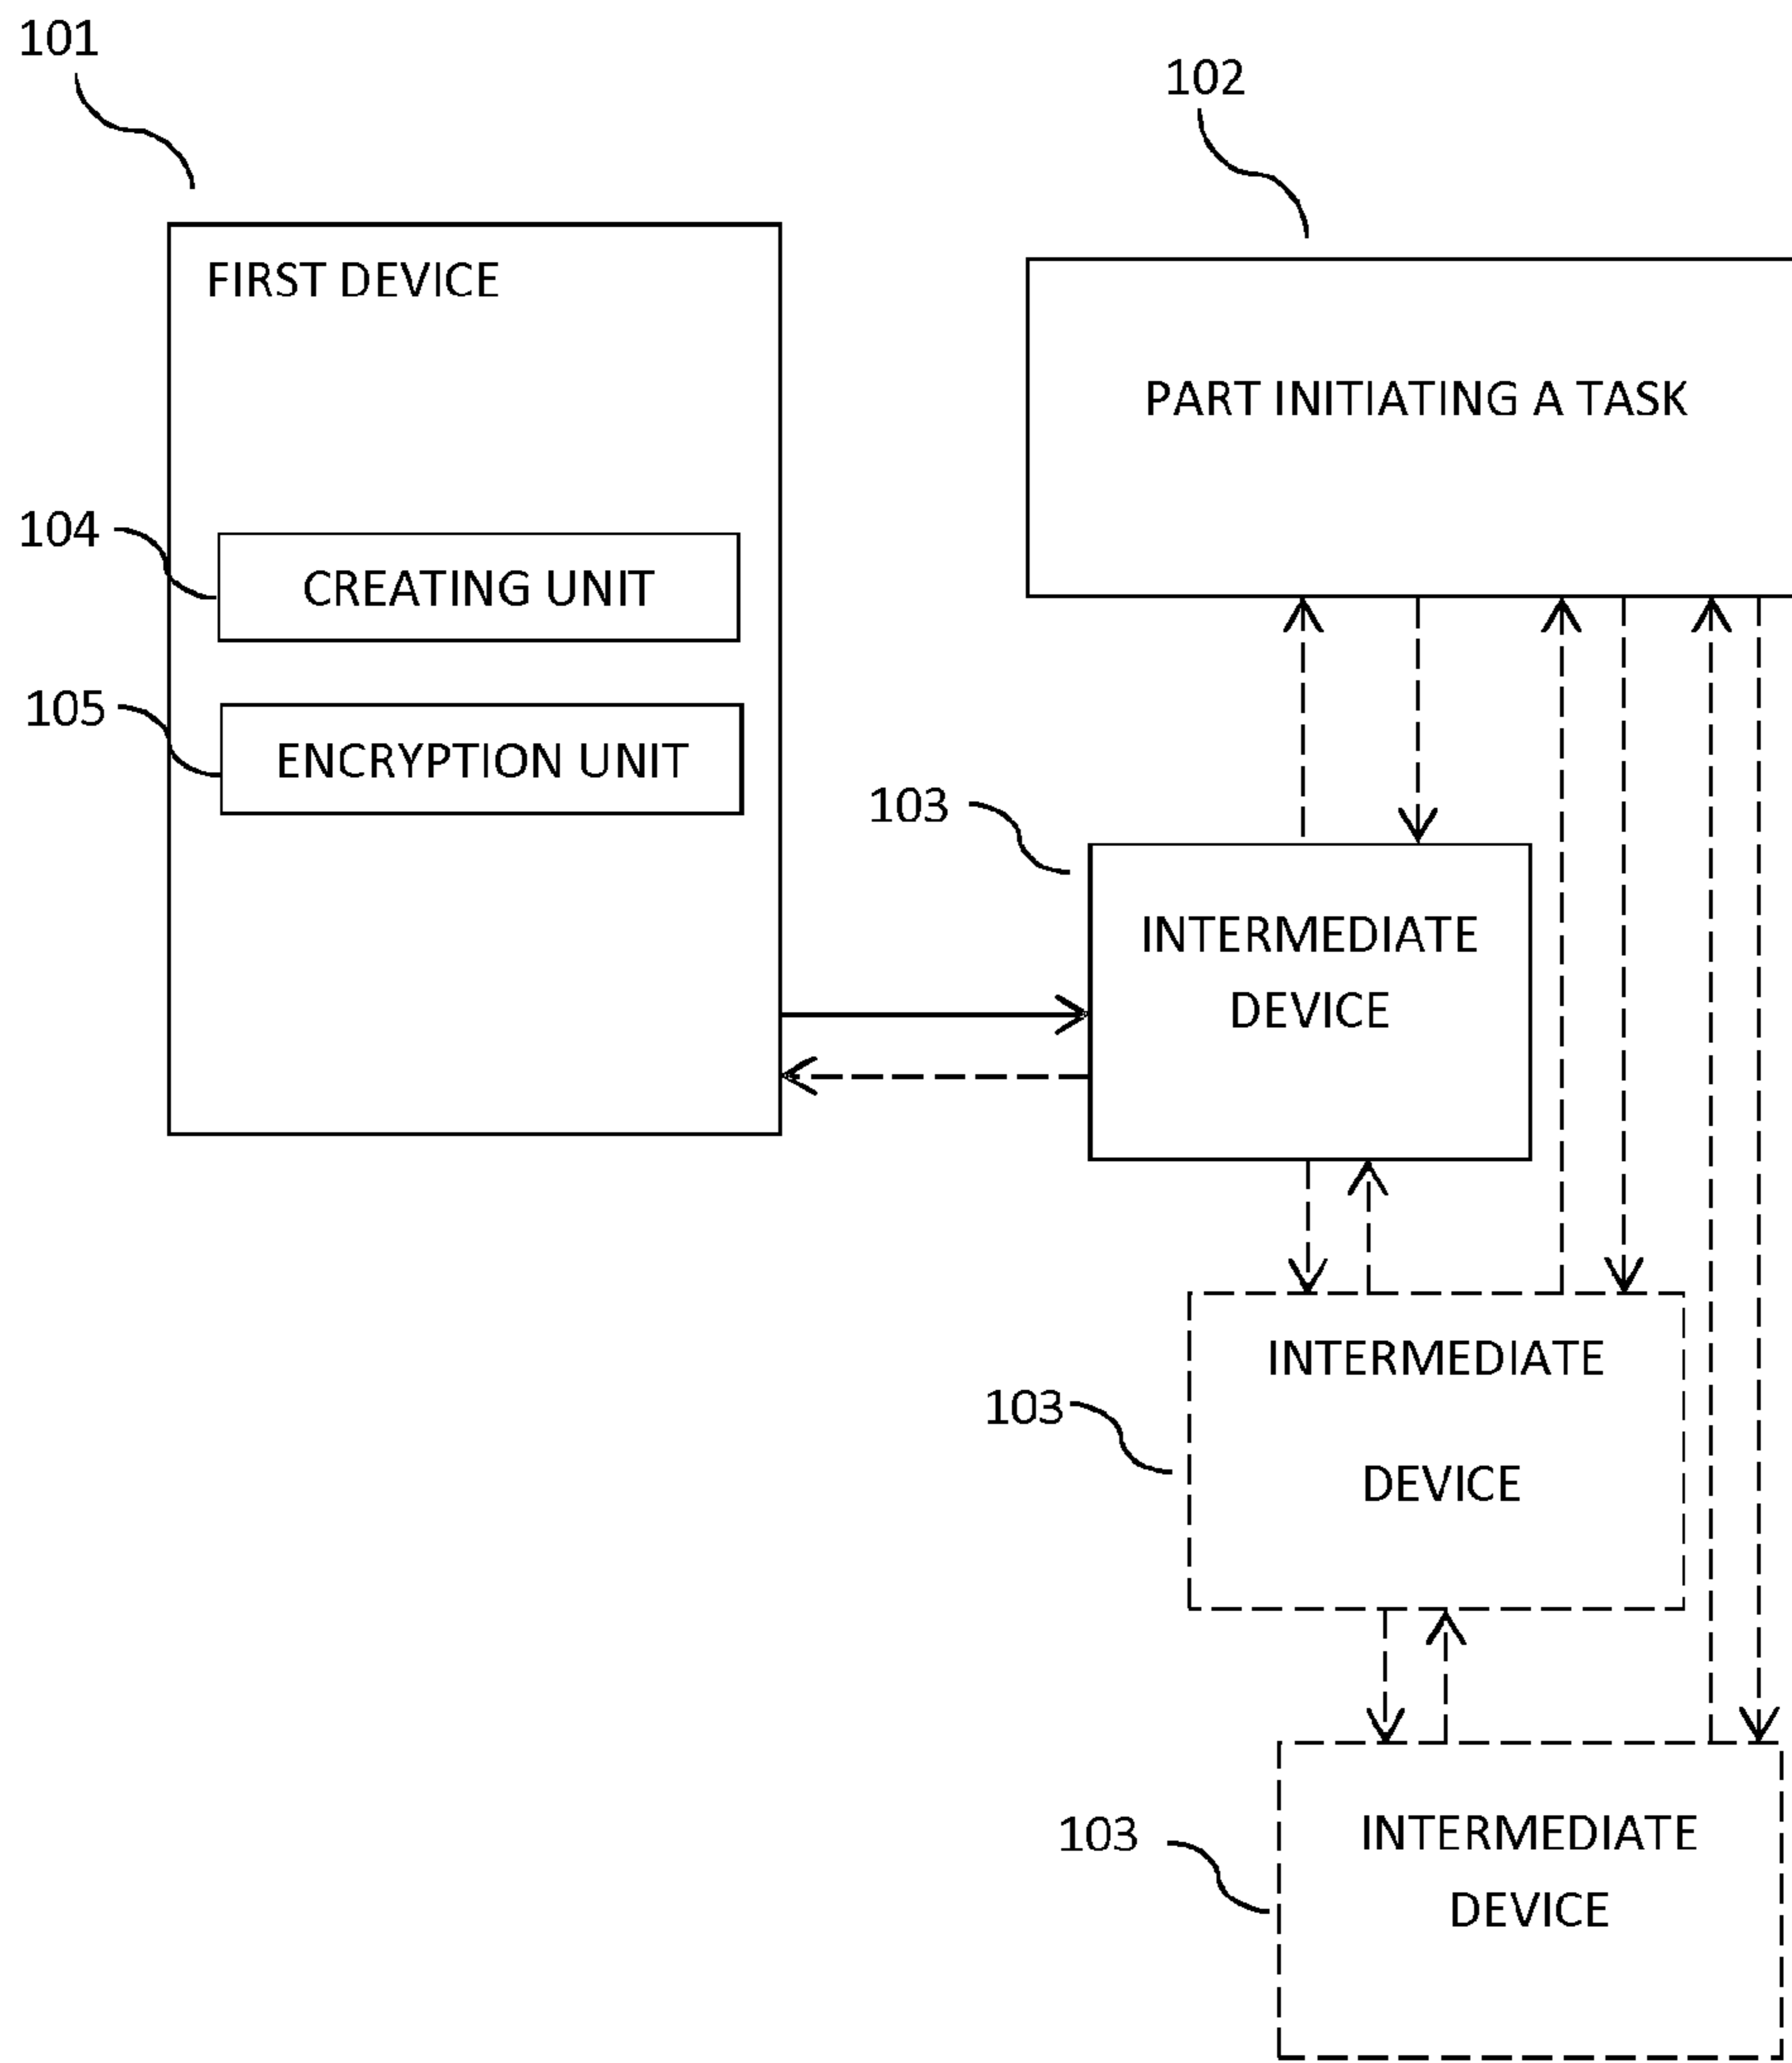 101
102
FIRST DEVICE
PART INITIATING A TASK
104
CREATING UNIT
105
ENCRYPTION UNIT
103
INTERMEDIATE
DEVICE
INTERMEDIATE
103
DEVICE
103
INTERMEDIATE
DEVICE